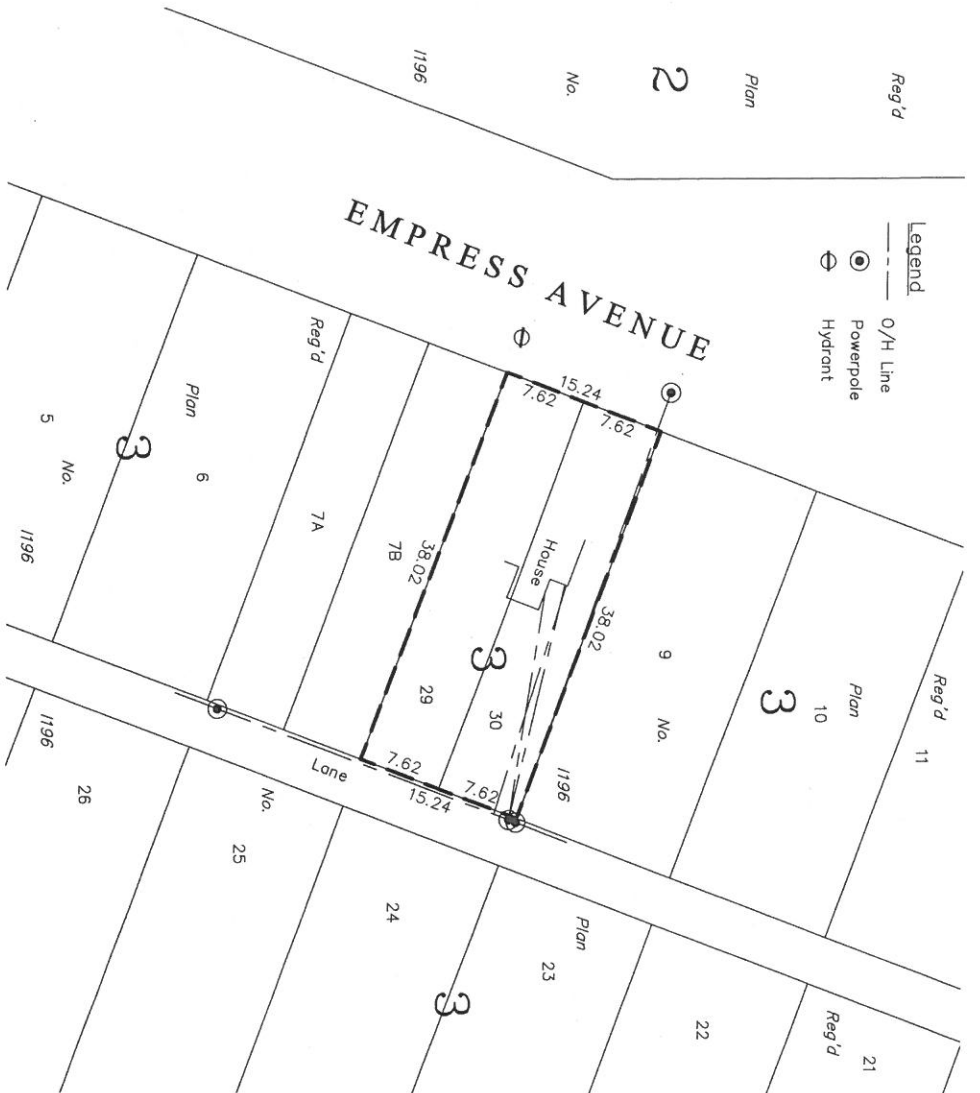 Reg'd
Plan
2
No.
1196
Legend
O/H Line
Powerpole
Hydrant
EMPRESS AVENUE
15.24
7.62
7.62
Reg'd
11
Plan
10
3
9
No.
1196
38.02
House
30
3
29
38.02
7B
7A
Reg'd
Plan
6
3
5
No.
1196
7.62
15.24
7.62
Lane
21
Reg'd
22
Plan
23
3
24
No.
25
1196
26